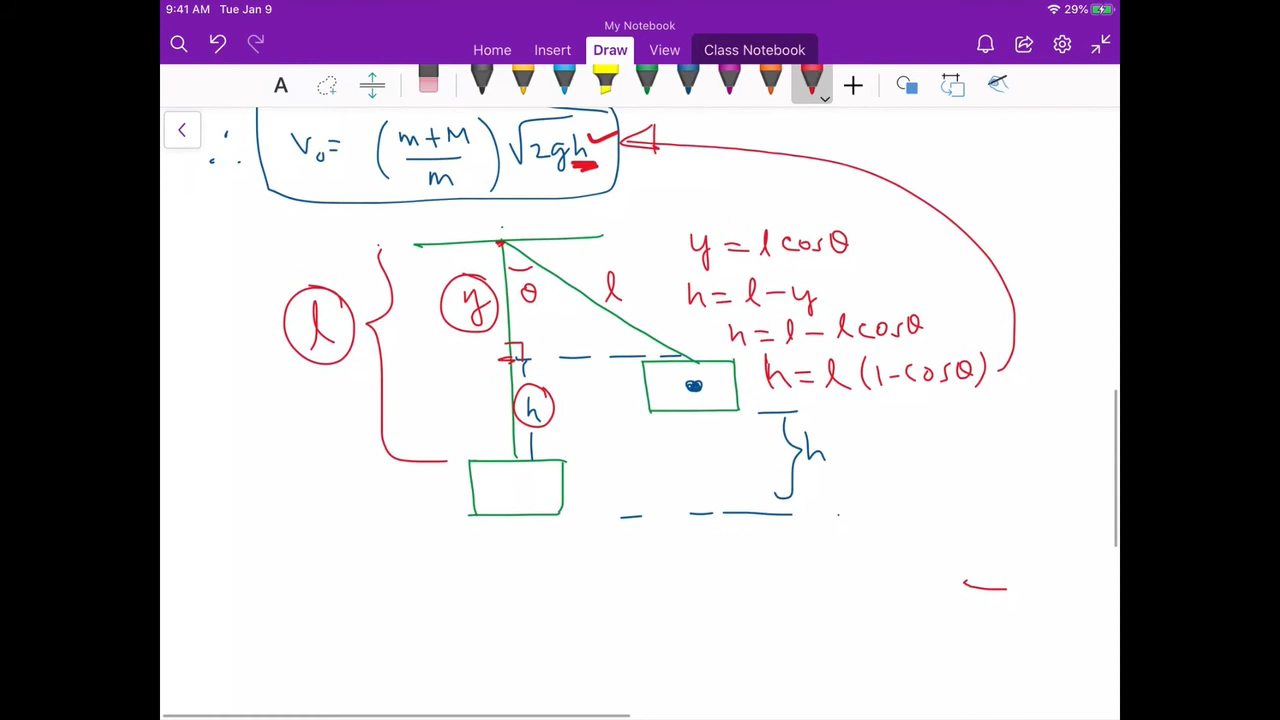 9:41 AM Tue Jan 9
29%
My Notebook
Home Insert Draw View Class Notebook
A
∴ v₀ = (m+M / m) √2gh
y = l cosθ
h = l - y
h = l - l cosθ
h = l (1-cosθ)
l
y
θ
l
h
h